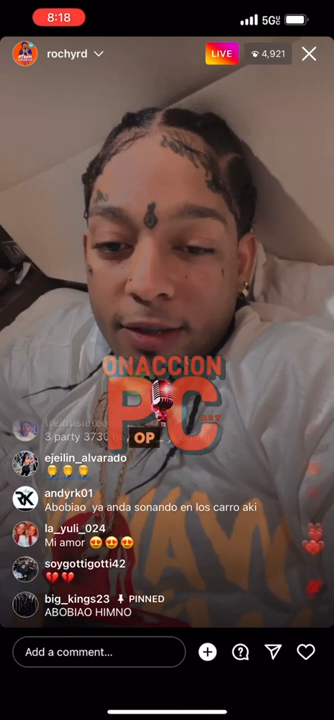 8:18
5G
rochyrd
LIVE
4,921
ONACCION
PC
OP
3 party 3730
ejeilin_alvarado
andyrk01
Abobiao ya anda sonando en los carro aki
la_yuli_024
Mi amor 😍😍😍
soygottigotti42
💔💔
big_kings23 PINNED
ABOBIAO HIMNO
Add a comment...